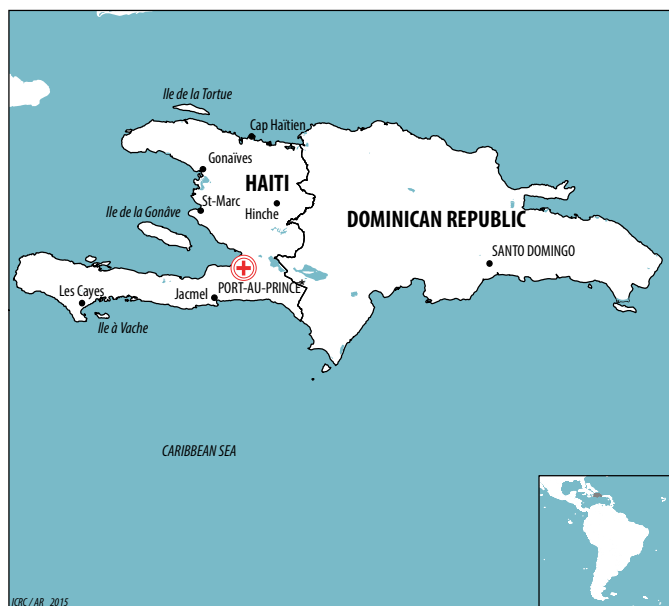 Ile de la Tortue
Cap Haïtien
Gonaïves
HAITI
St-Marc
Hinche
Ile de la Gonâve
DOMINICAN REPUBLIC
SANTO DOMINGO
PORT-AU-PRINCE
Les Cayes
Jacmel
Ile à Vache
CARIBBEAN SEA
ICRC / AR 2015